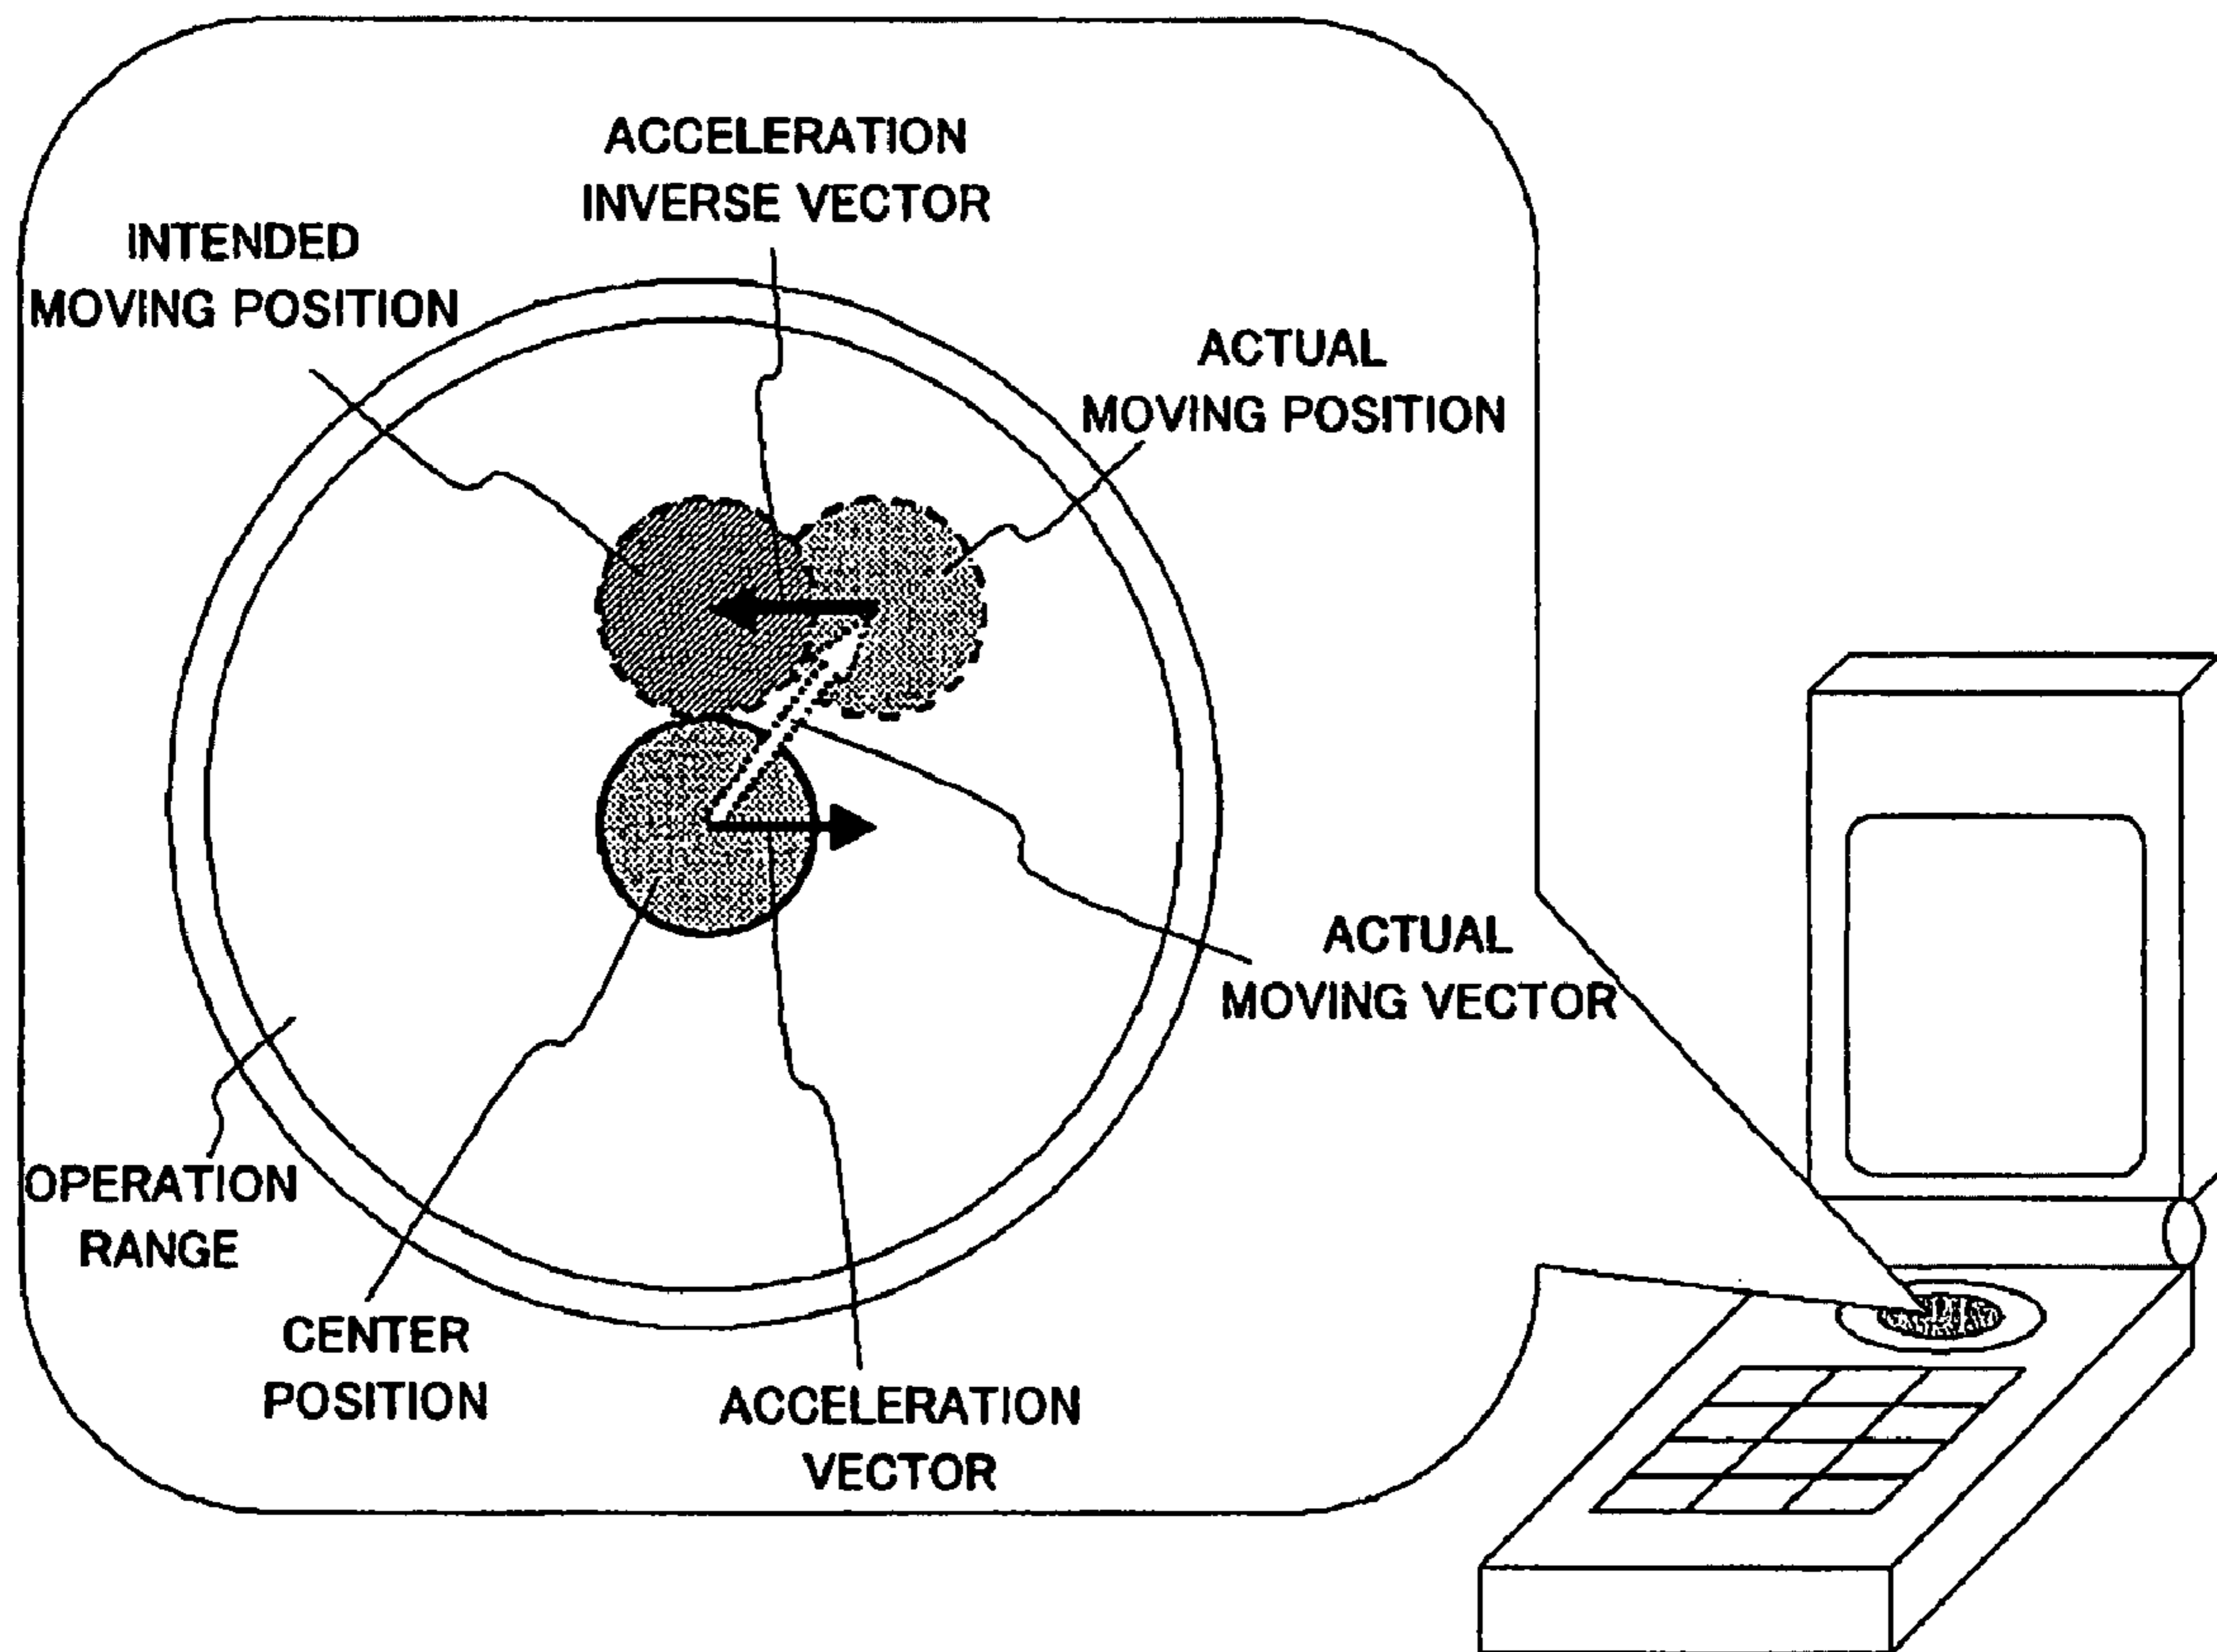 ACCELERATION
INVERSE VECTOR
INTENDED
MOVING POSITION
ACTUAL
MOVING POSITION
ACTUAL
MOVING VECTOR
OPERATION
RANGE
CENTER
POSITION
ACCELERATION
VECTOR